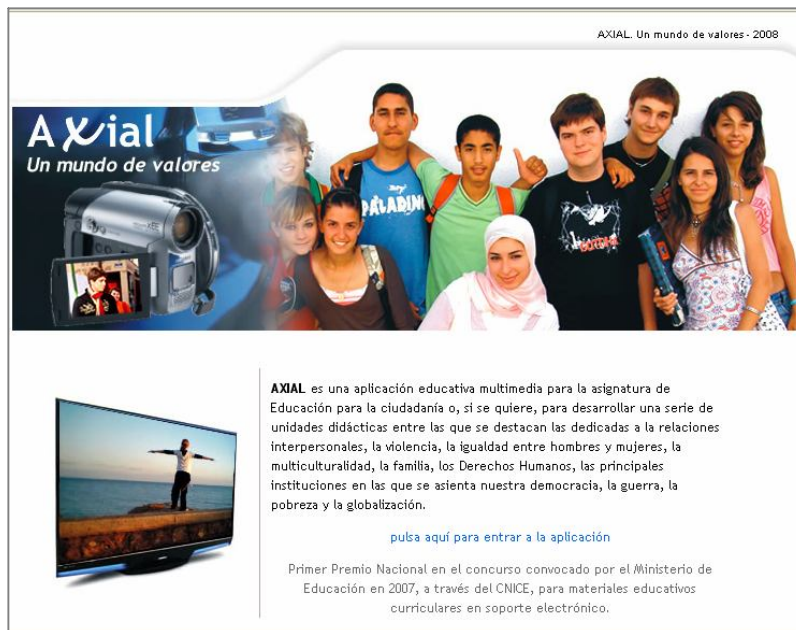 AXIAL. Un mundo de valores - 2008
Axial
Un mundo de valores
PALADIN
AXIAL es una aplicación educativa multimedia para la asignatura de
Educación para la ciudadanía o, si se quiere, para desarrollar una serie de
unidades didácticas entre las que se destacan las dedicadas a la relaciones
interpersonales, la violencia, la igualdad entre hombres y mujeres, la
multiculturalidad, la familia, los Derechos Humanos, las principales
instituciones en las que se asienta nuestra democracia, la guerra, la
pobreza y la globalización.
pulsa aquí para entrar a la aplicación
Primer Premio Nacional en el concurso convocado por el Ministerio de
Educación en 2007, a través del CNICE, para materiales educativos
curriculares en soporte electrónico.